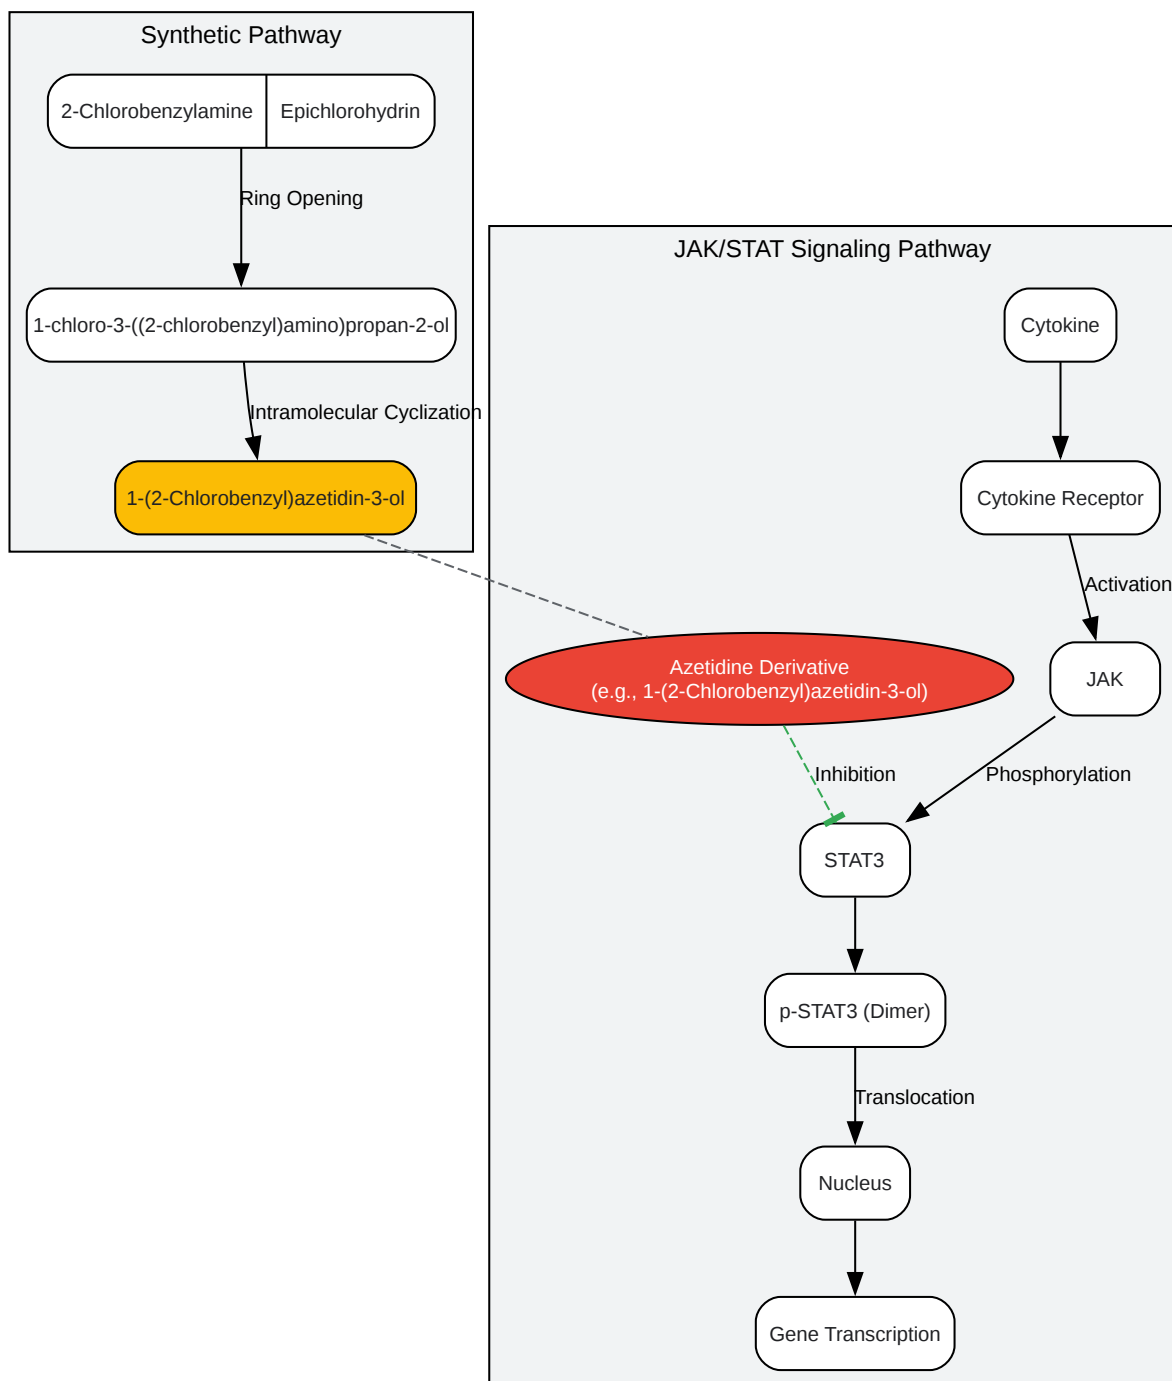 Synthetic Pathway
2-Chlorobenzylamine
Epichlorohydrin
Ring Opening
1-chloro-3-((2-chlorobenzyl)amino)propan-2-ol
Intramolecular Cyclization
1-(2-Chlorobenzyl)azetidin-3-ol
JAK/STAT Signaling Pathway
Cytokine
Cytokine Receptor
Activation
Azetidine Derivative
(e.g., 1-(2-Chlorobenzyl)azetidin-3-ol)
JAK
Inhibition
Phosphorylation
STAT3
p-STAT3 (Dimer)
Translocation
Nucleus
Gene Transcription